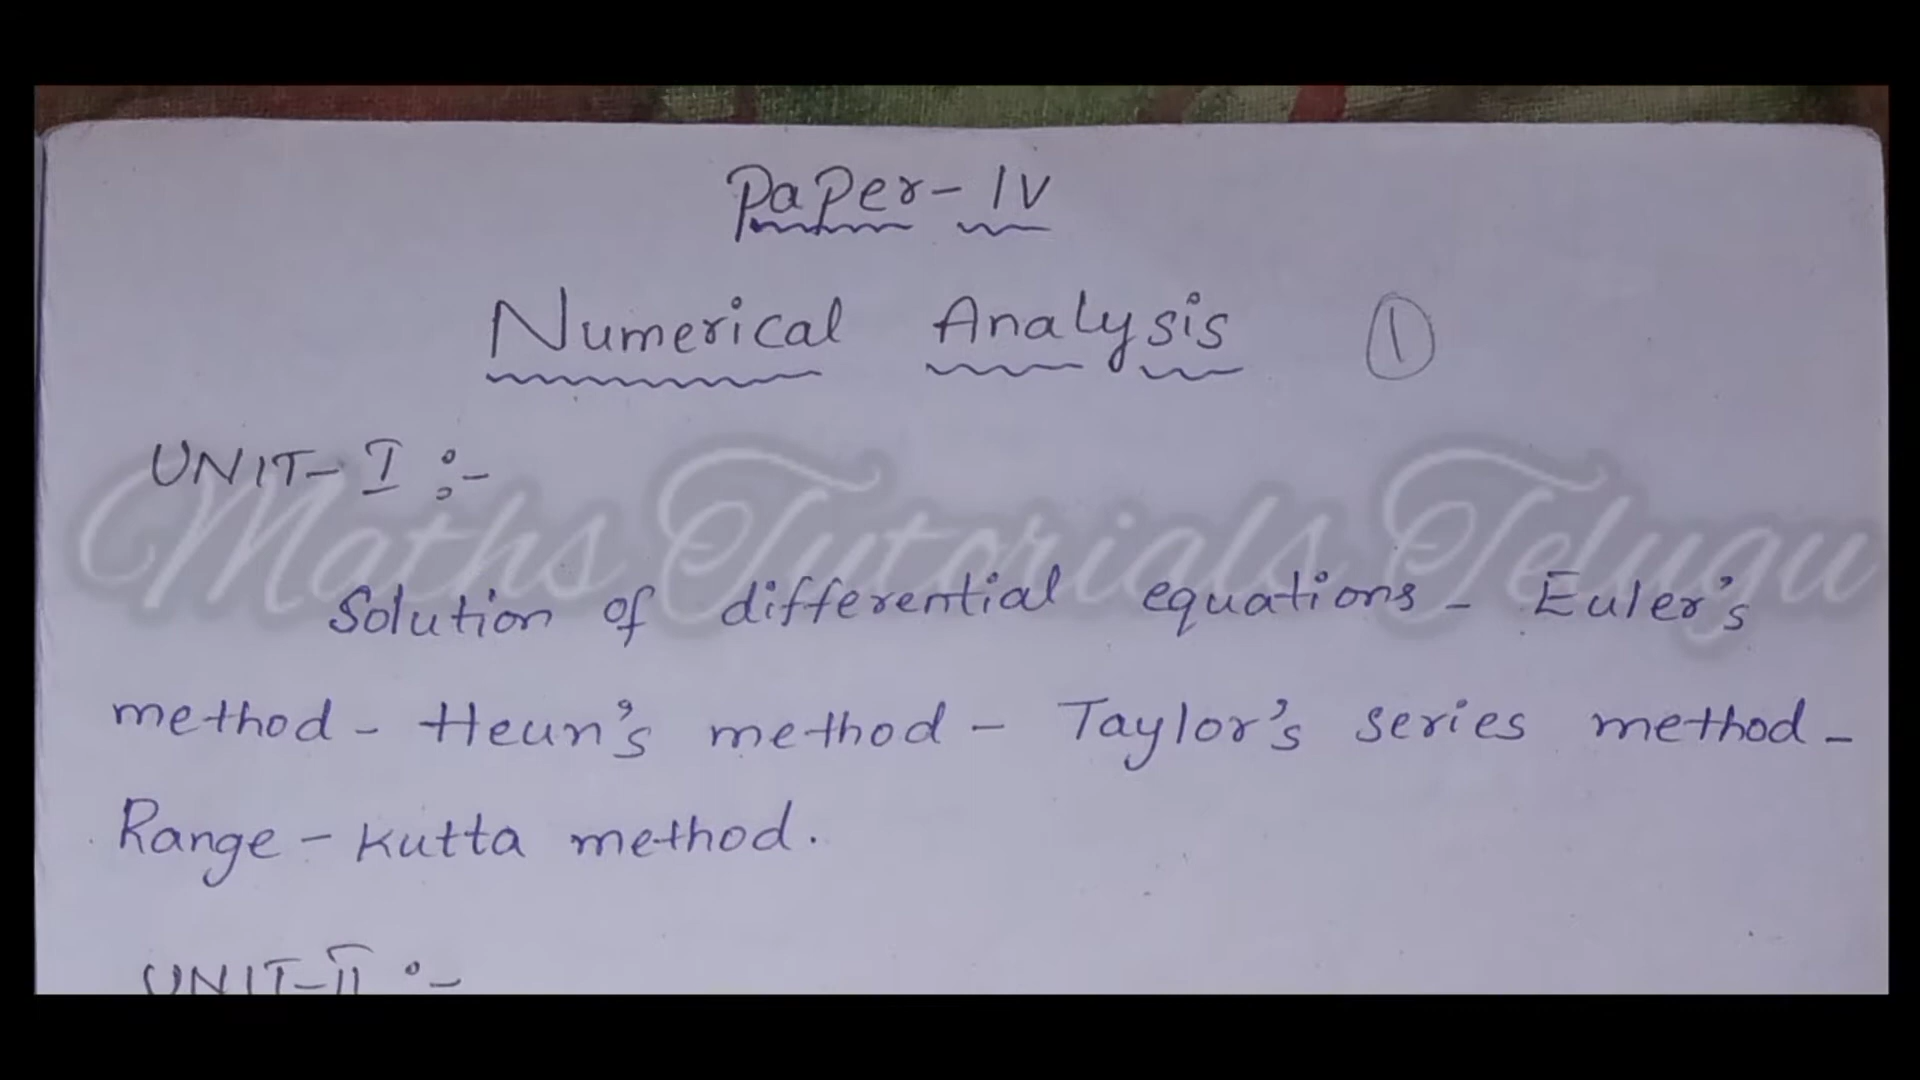 Paper-IV
Numerical Analysis ①
UNIT-I :-
Maths Tutorials Telugu
Solution of differential equations - Euler's
method - Heun's method - Taylor's series method -
Range - Kutta method.
UNIT-II :-